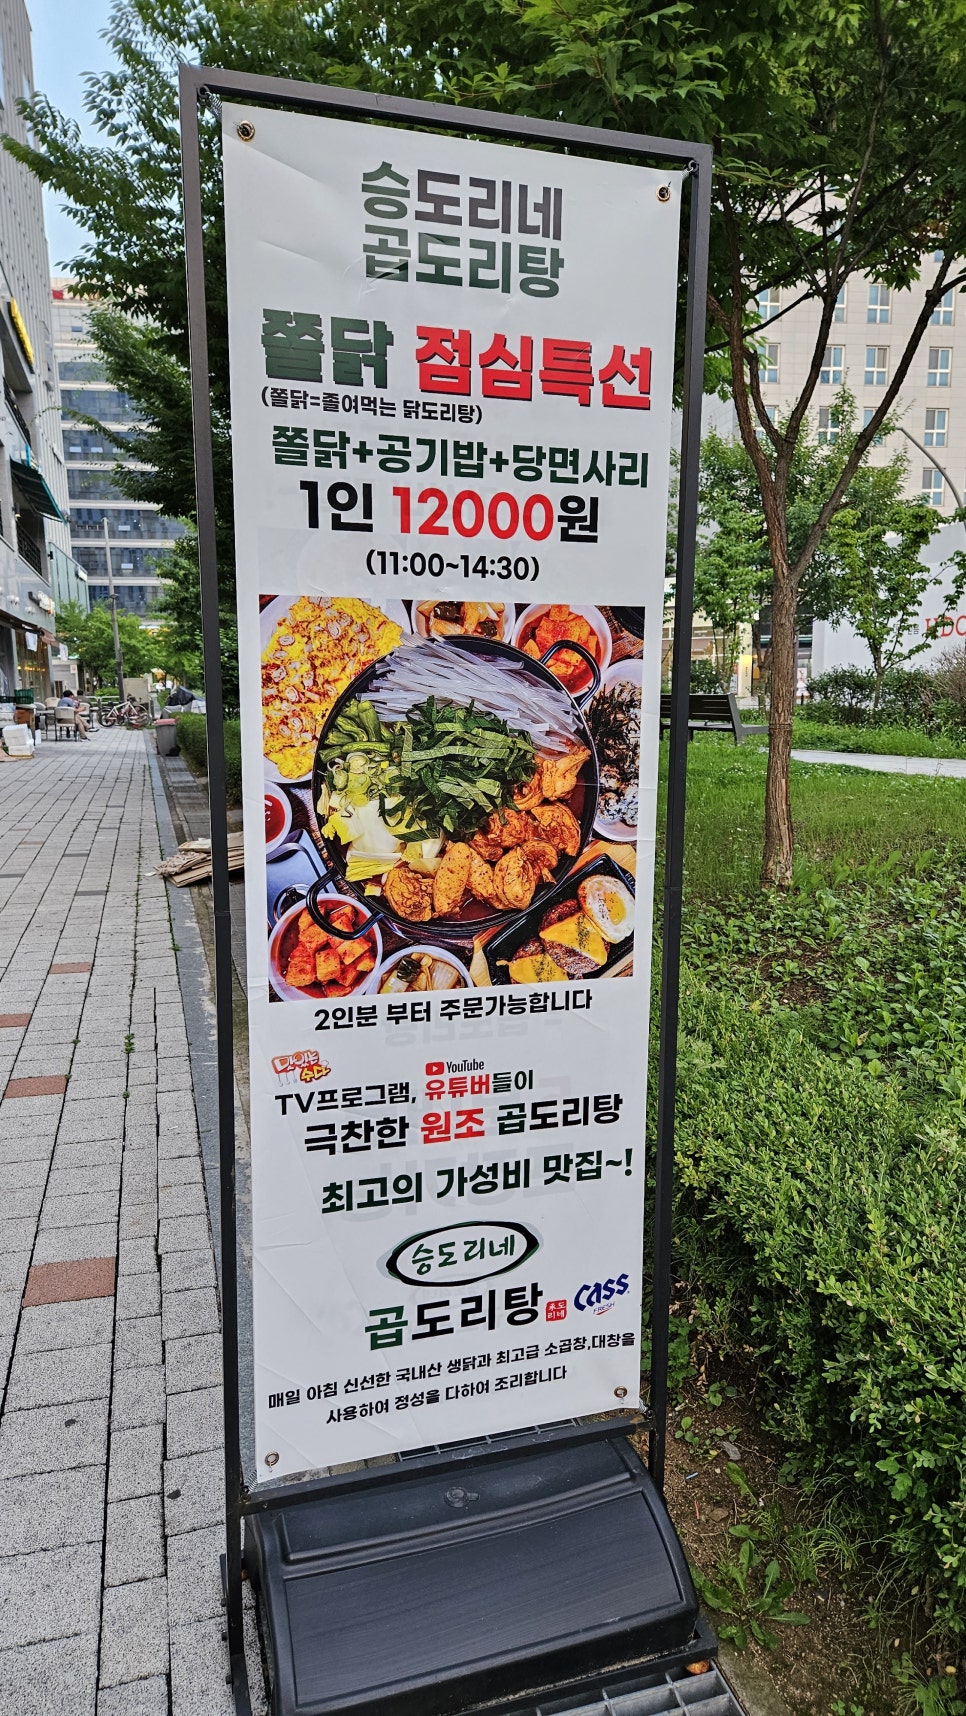 승도리네
곱도리탕
쫄닭 점심특선
(쫄닭=졸여먹는 닭도리탕)
쫄닭+공기밥+당면사리
1인 12000원
(11:00~14:30)
2인분 부터 주문가능합니다
맛있는
수다
YouTube
TV프로그램, 유튜버들이
극찬한 원조 곱도리탕
최고의 가성비 맛집~!
승도리네
곱도리탕
CASS
FRESH
매일 아침 신선한 국내산 생닭과 최고급 소곱창,대창을
사용하여 정성을 다하여 조리합니다